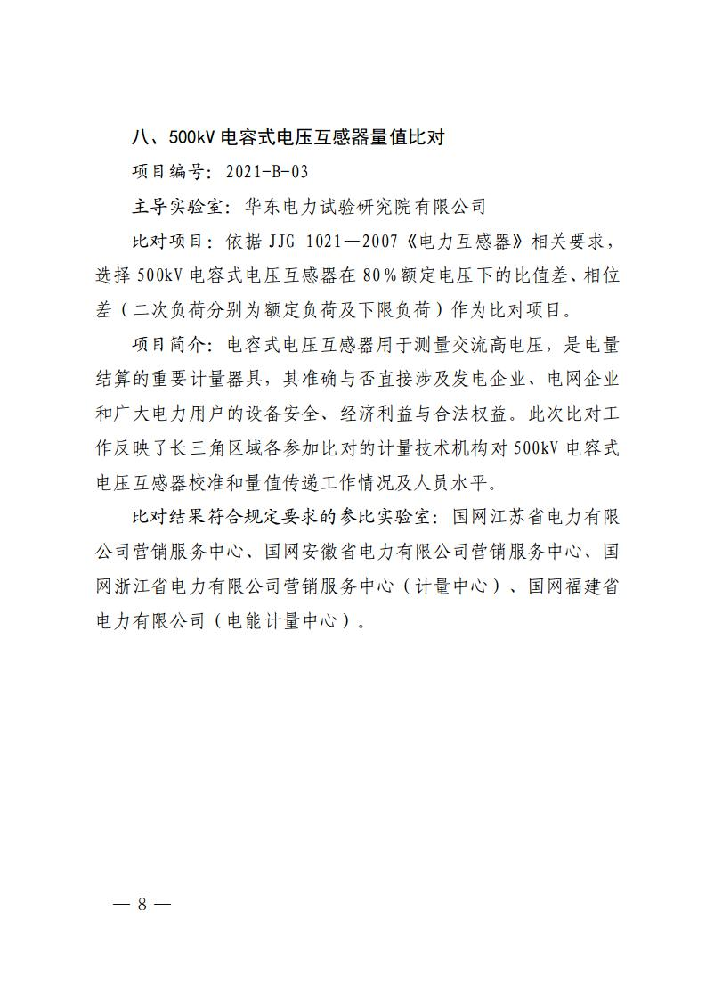 八、500kV 电容式电压互感器量值比对
项目编号：2021-B-03
主导实验室：华东电力试验研究院有限公司
比对项目：依据 JJG 1021—2007《电力互感器》相关要求，
选择 500kV 电容式电压互感器在 80％额定电压下的比值差、相位
差（二次负荷分别为额定负荷及下限负荷）作为比对项目。
项目简介：电容式电压互感器用于测量交流高电压，是电量
结算的重要计量器具，其准确与否直接涉及发电企业、电网企业
和广大电力用户的设备安全、经济利益与合法权益。此次比对工
作反映了长三角区域各参加比对的计量技术机构对 500kV 电容式
电压互感器校准和量值传递工作情况及人员水平。
比对结果符合规定要求的参比实验室：国网江苏省电力有限
公司营销服务中心、国网安徽省电力有限公司营销服务中心、国
网浙江省电力有限公司营销服务中心（计量中心）、国网福建省
电力有限公司（电能计量中心）。
— 8 —